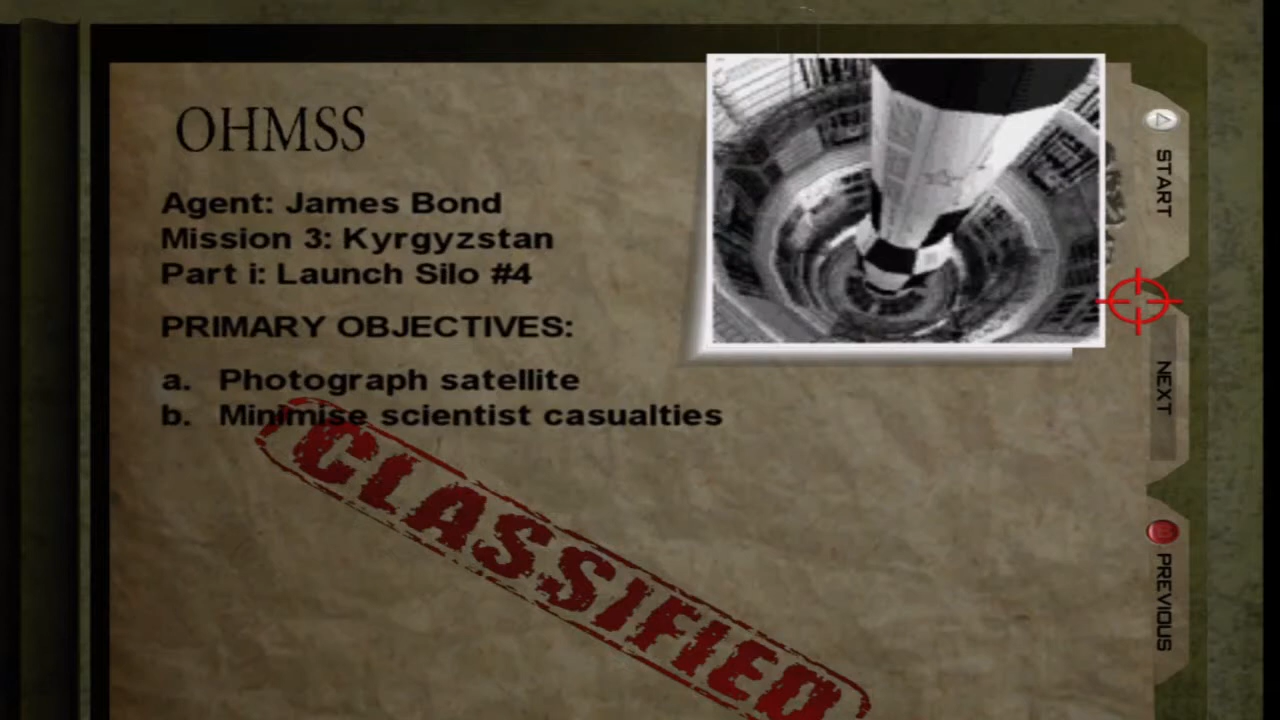 OHMSS
Agent: James Bond
Mission 3: Kyrgyzstan
Part i: Launch Silo #4
PRIMARY OBJECTIVES:
a. Photograph satellite
b. Minimise scientist casualties
CLASSIFIED
START
NEXT
PREVIOUS